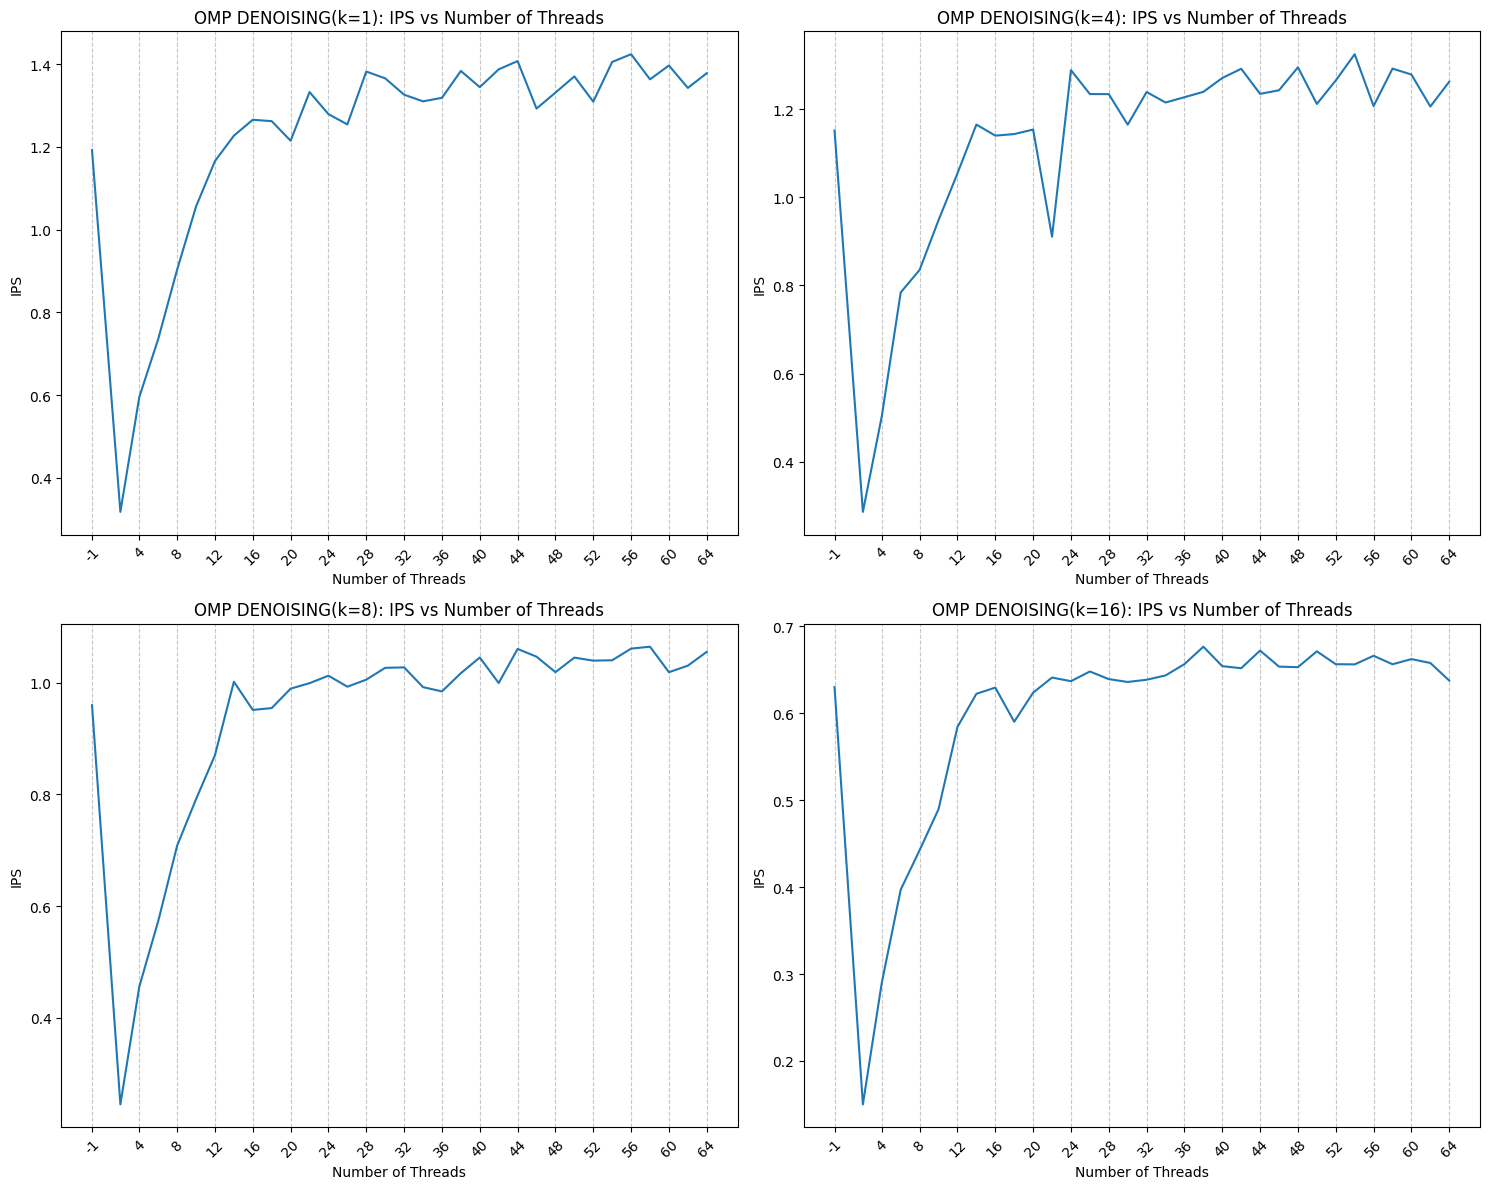 OMP DENOISING(k=1): IPS vs Number of Threads
IPS
1.4
1.2
1.0
0.8
0.6
0.4
-1 4 8 12 16 20 24 28 32 36 40 44 48 52 56 60 64
Number of Threads
OMP DENOISING(k=4): IPS vs Number of Threads
IPS
1.2
1.0
0.8
0.6
0.4
-1 4 8 12 16 20 24 28 32 36 40 44 48 52 56 60 64
Number of Threads
OMP DENOISING(k=8): IPS vs Number of Threads
IPS
1.0
0.8
0.6
0.4
-1 4 8 12 16 20 24 28 32 36 40 44 48 52 56 60 64
Number of Threads
OMP DENOISING(k=16): IPS vs Number of Threads
IPS
0.7
0.6
0.5
0.4
0.3
0.2
-1 4 8 12 16 20 24 28 32 36 40 44 48 52 56 60 64
Number of Threads